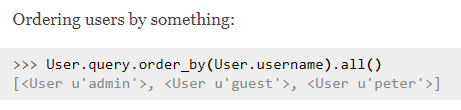 Ordering users by something:
>>> User.query.order_by(User.username).all()
[<User u'admin'>, <User u'guest'>, <User u'peter'>]